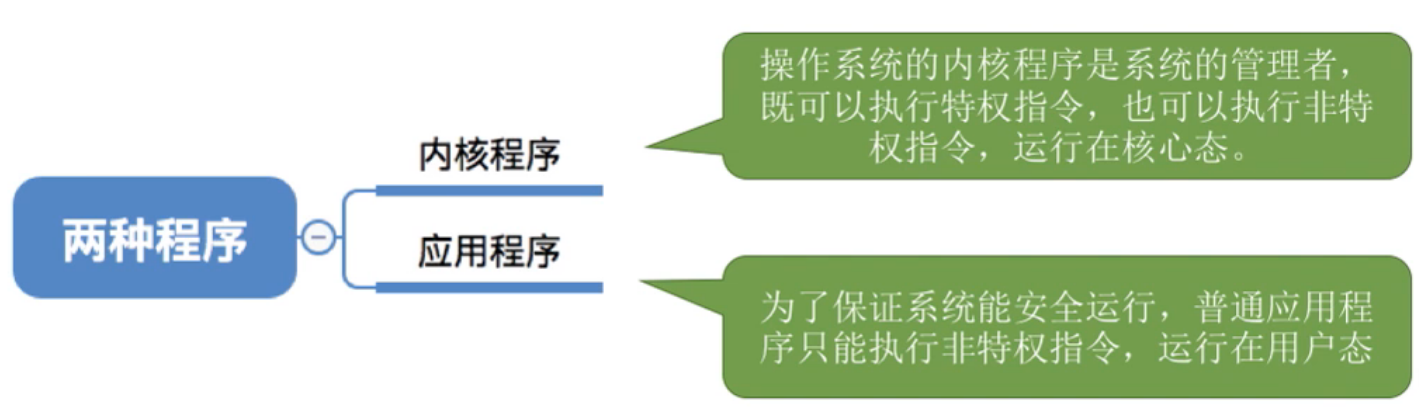 两种程序
内核程序
操作系统的内核程序是系统的管理者，
既可以执行特权指令，也可以执行非特
权指令，运行在核心态。
应用程序
为了保证系统能安全运行，普通应用程
序只能执行非特权指令，运行在用户态